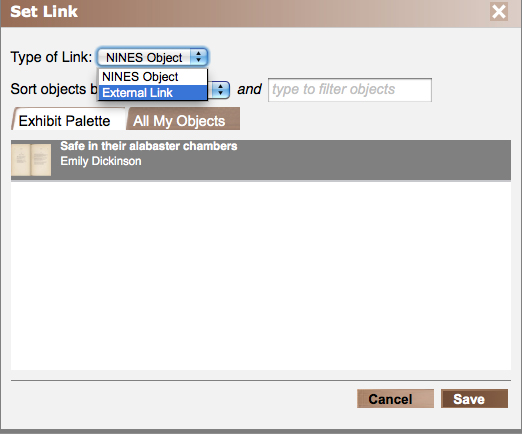 Set Link
Type of Link: NINES Object
NINES Object
External Link
Sort objects b and type to filter objects
Exhibit Palette All My Objects
Safe in their alabaster chambers
Emily Dickinson
Cancel Save